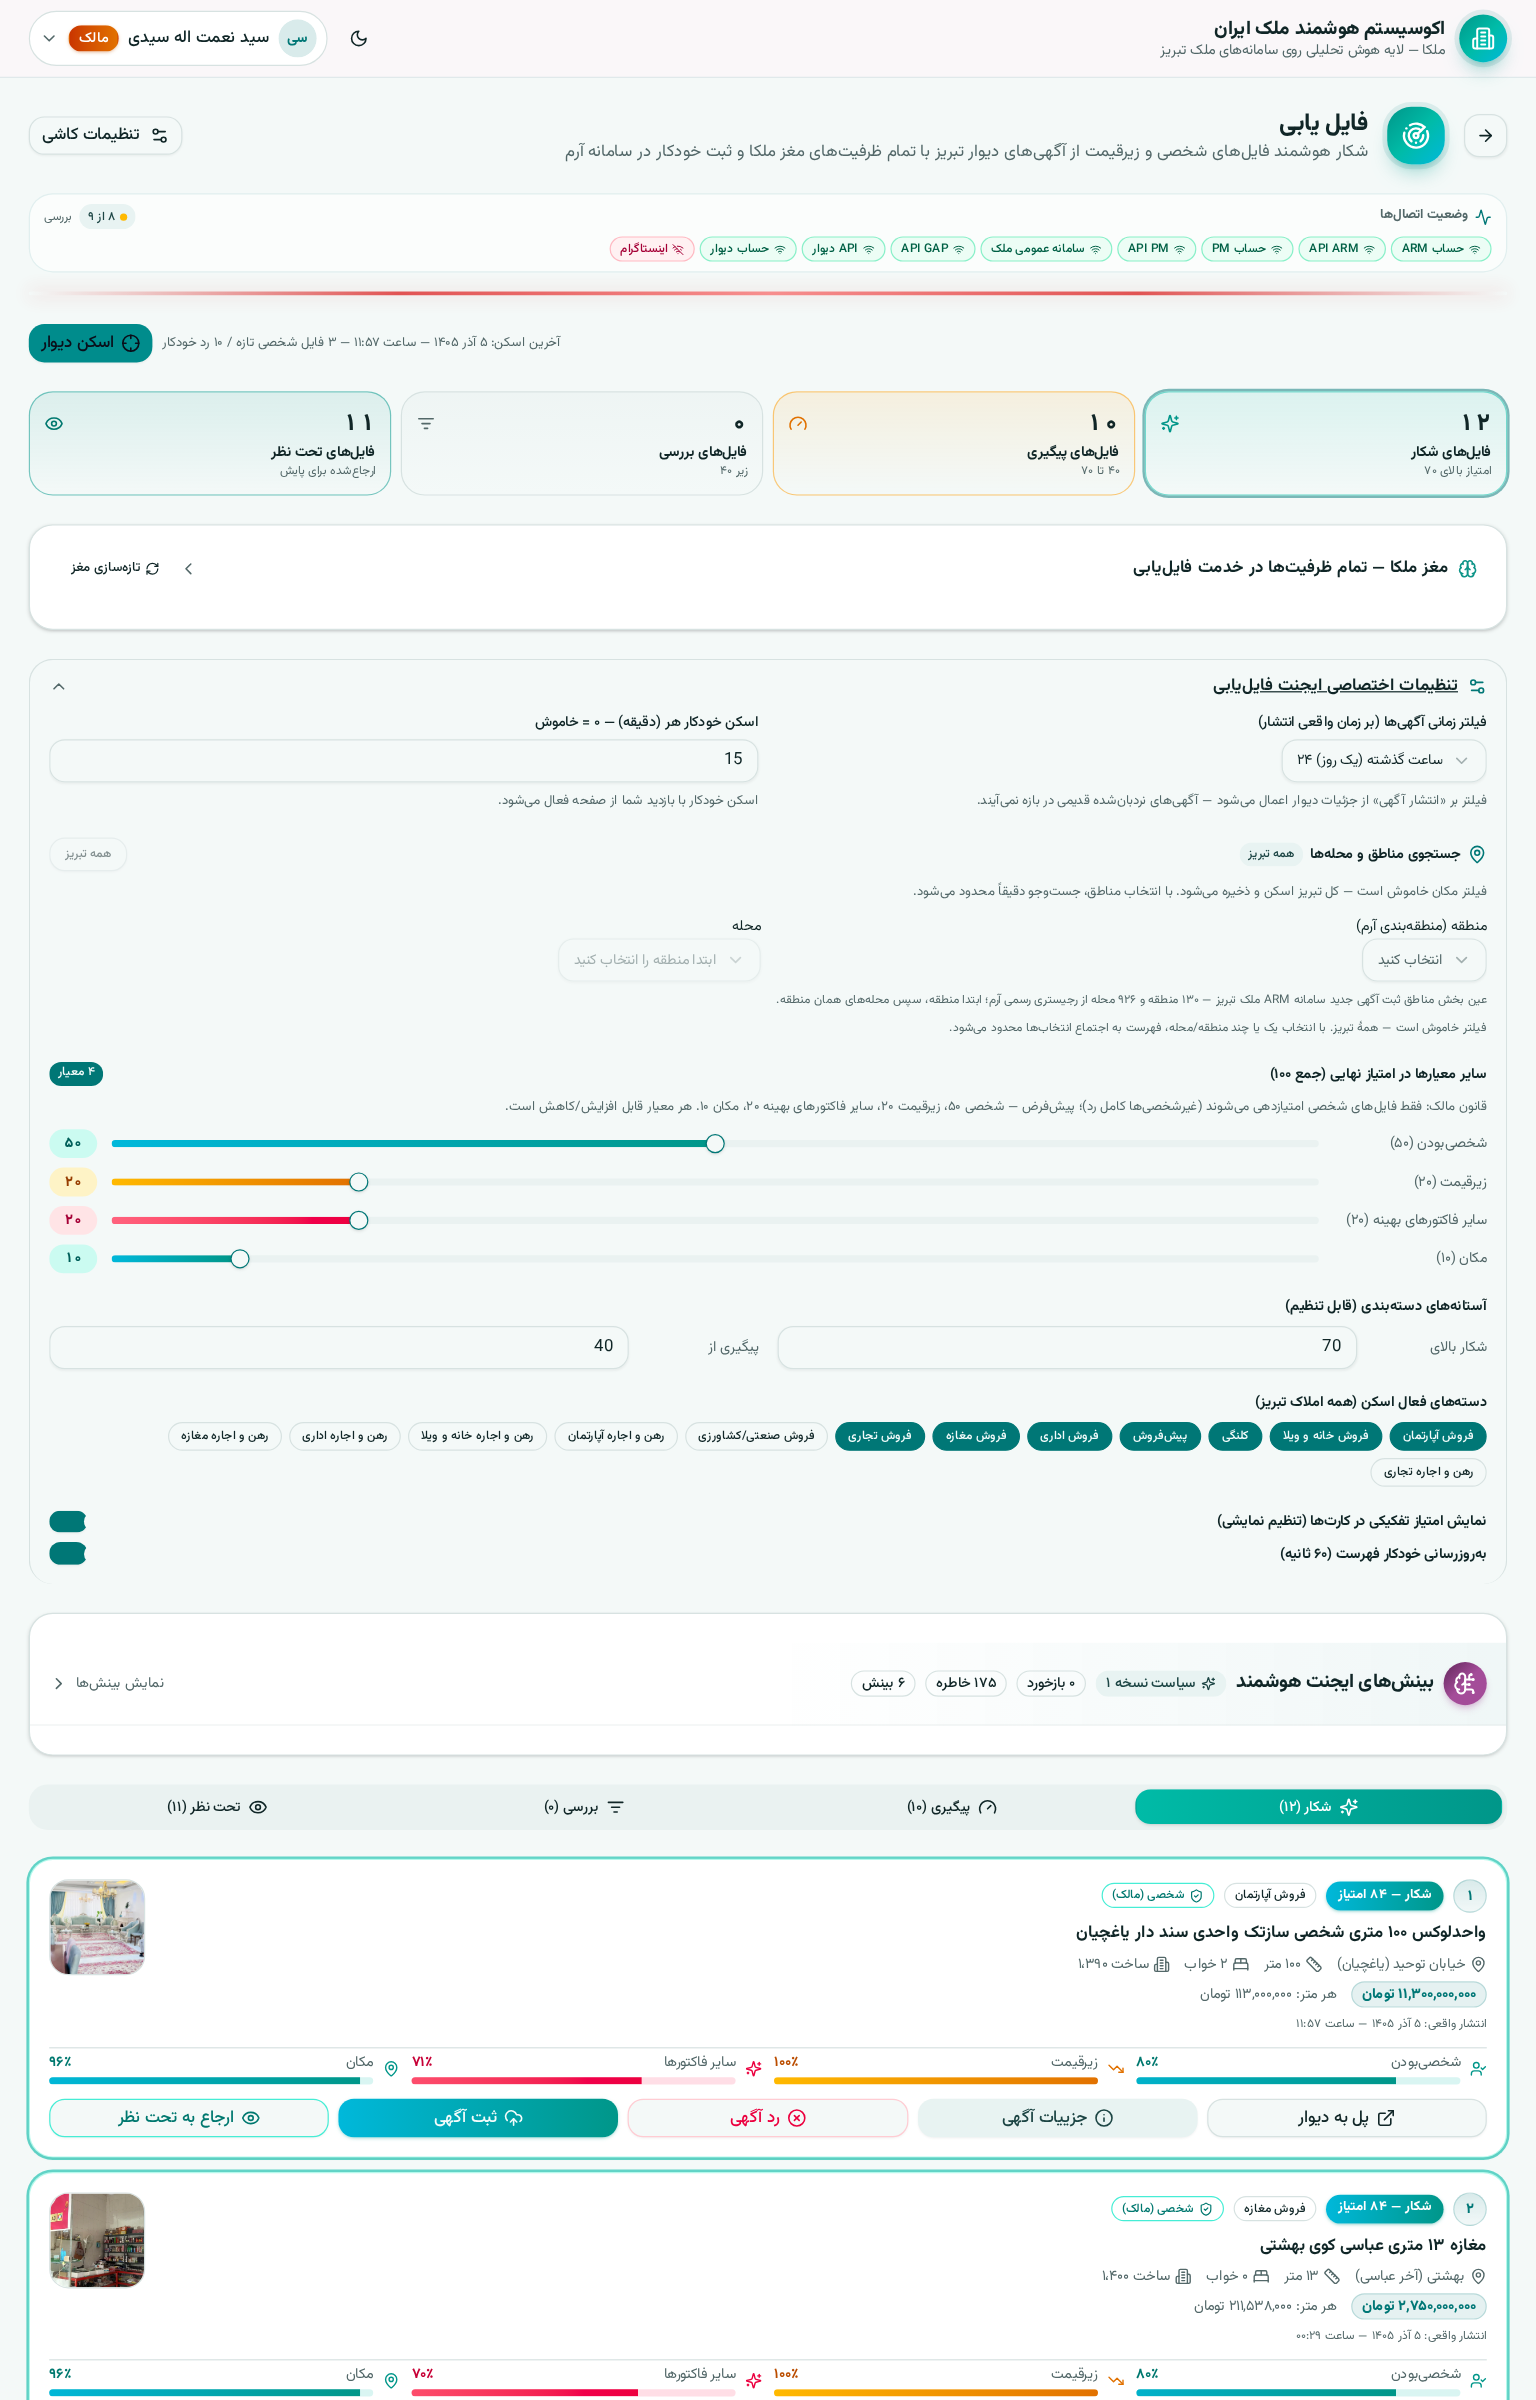 اکوسیستم هوشمند ملک ایران
ملکا — لایه هوش تحلیلی روی سامانه‌های ملک تبریز
سی سید نعمت اله سیدی مالک
فایل یابی
شکار هوشمند فایل‌های شخصی و زیرقیمت از آگهی‌های دیوار تبریز با تمام ظرفیت‌های مغز ملکا و ثبت خودکار در سامانه آرم
تنظیمات کاشی
وضعیت اتصال‌ها
۸ از ۹ بررسی
حساب ARM API ARM حساب PM API PM سامانه عمومی ملک API GAP API دیوار حساب دیوار اینستاگرام
آخرین اسکن: ۵ آذر ۱۴۰۵ — ساعت ۱۱:۵۷ — ۳ فایل شخصی تازه / ۱۰ رد خودکار
اسکن دیوار
۱۲
فایل‌های شکار
امتیاز بالای ۷۰
۱۰
فایل‌های پیگیری
۴۰ تا ۷۰
۰
فایل‌های بررسی
زیر ۴۰
۱۱
فایل‌های تحت نظر
ارجاع‌شده برای پایش
مغز ملکا — تمام ظرفیت‌ها در خدمت فایل‌یابی
تازه‌سازی مغز
تنظیمات اختصاصی ایجنت فایل‌یابی
فیلتر زمانی آگهی‌ها (بر زمان واقعی انتشار)
ساعت گذشته (یک روز) ۲۴
فیلتر بر «انتشار آگهی» از جزئیات دیوار اعمال می‌شود — آگهی‌های نردبان‌شده قدیمی در بازه نمی‌آیند.
اسکن خودکار هر (دقیقه) — ۰ = خاموش
15
اسکن خودکار با بازدید شما از صفحه فعال می‌شود.
جستجوی مناطق و محله‌ها همه تبریز
همه تبریز
فیلتر مکان خاموش است — کل تبریز اسکن و ذخیره می‌شود. با انتخاب مناطق، جست‌وجو دقیقاً محدود می‌شود.
منطقه (منطقه‌بندی آرم)
انتخاب کنید
محله
ابتدا منطقه را انتخاب کنید
عین بخش مناطق ثبت آگهی جدید سامانه ARM ملک تبریز — ۱۳۰ منطقه و ۹۲۶ محله از رجیستری رسمی آرم؛ ابتدا منطقه، سپس محله‌های همان منطقه.
فیلتر خاموش است — همهٔ تبریز. با انتخاب یک یا چند منطقه/محله، فهرست به اجتماع انتخاب‌ها محدود می‌شود.
سایر معیارها در امتیاز نهایی (جمع ۱۰۰)
۴ معیار
قانون مالک: فقط فایل‌های شخصی امتیازدهی می‌شوند (غیرشخصی‌ها کامل رد)؛ پیش‌فرض — شخصی ۵۰، زیرقیمت ۲۰، سایر فاکتورهای بهینه ۲۰، مکان ۱۰. هر معیار قابل افزایش/کاهش است.
شخصی‌بودن (۵۰) ۵۰
زیرقیمت (۲۰) ۲۰
سایر فاکتورهای بهینه (۲۰) ۲۰
مکان (۱۰) ۱۰
آستانه‌های دسته‌بندی (قابل تنظیم)
شکار بالای 70 پیگیری از 40
دسته‌های فعال اسکن (همه املاک تبریز)
فروش آپارتمان فروش خانه و ویلا کلنگی پیش‌فروش فروش اداری فروش مغازه فروش تجاری فروش صنعتی/کشاورزی رهن و اجاره آپارتمان رهن و اجاره خانه و ویلا رهن و اجاره اداری رهن و اجاره مغازه
رهن و اجاره تجاری
نمایش امتیاز تفکیکی در کارت‌ها (تنظیم نمایشی)
به‌روزرسانی خودکار فهرست (۶۰ ثانیه)
بینش‌های ایجنت هوشمند سیاست نسخه ۱ ۰ بازخورد ۱۷۵ خاطره ۶ بینش
نمایش بینش‌ها
شکار (۱۲) پیگیری (۱۰) بررسی (۰) تحت نظر (۱۱)
۱ شکار — ۸۴ امتیاز فروش آپارتمان شخصی (مالک)
واحدلوکس ۱۰۰ متری شخصی سازتک واحدی سند دار یاغچیان
خیابان توحید (یاغچیان) ۱۰۰ متر ۲ خواب ساخت ۱،۳۹۰
۱۱,۳۰۰,۰۰۰,۰۰۰ تومان هر متر: ۱۱۳,۰۰۰,۰۰۰ تومان
انتشار واقعی: ۵ آذر ۱۴۰۵ — ساعت ۱۱:۵۷
شخصی‌بودن ۸۰٪ زیرقیمت ۱۰۰٪ سایر فاکتورها ۷۱٪ مکان ۹۶٪
پل به دیوار جزییات آگهی رد آگهی ثبت آگهی ارجاع به تحت نظر
۲ شکار — ۸۴ امتیاز فروش مغازه شخصی (مالک)
مغازه ۱۳ متری عباسی کوی بهشتی
بهشتی (آخر عباسی) ۱۳ متر ۰ خواب ساخت ۱،۴۰۰
۲,۷۵۰,۰۰۰,۰۰۰ تومان هر متر: ۲۱۱,۵۳۸,۰۰۰ تومان
انتشار واقعی: ۵ آذر ۱۴۰۵ — ساعت ۰۰:۲۹
شخصی‌بودن ۸۰٪ زیرقیمت ۱۰۰٪ سایر فاکتورها ۷۰٪ مکان ۹۶٪